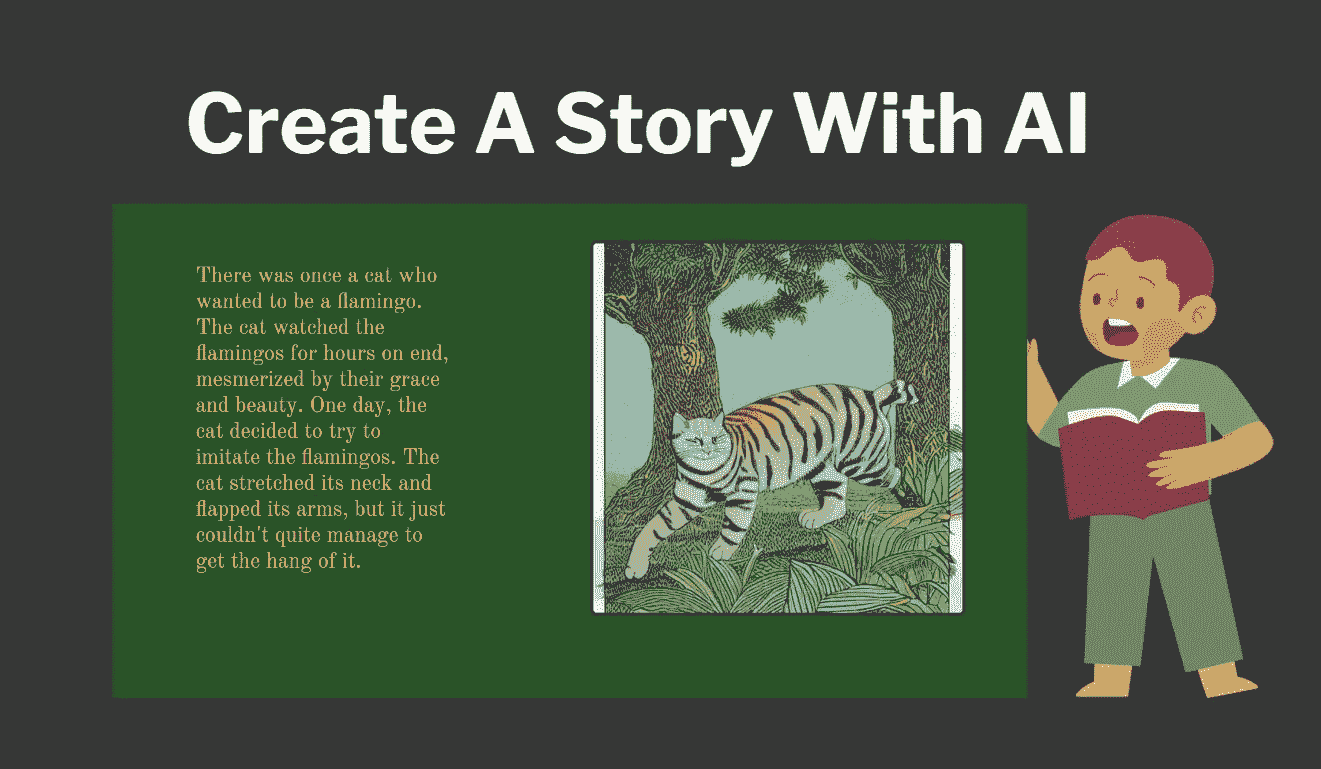 Create A Story With AI
There was once a cat who
wanted to be a flamingo.
The cat watched the
flamingos for hours on end,
mesmerized by their grace
and beauty. One day, the
cat decided to try to
imitate the flamingos. The
cat stretched its neck and
flapped its arms, but it just
couldn't quite manage to
get the hang of it.